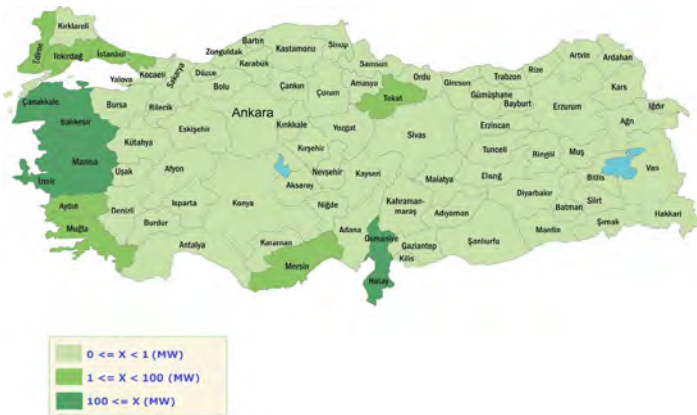 Kırklareli
Edirne
Tekirdağ
İstanbul
Yalova
Kocaeli
Sakarya
Düzce
Zonguldak
Bartın
Karabük
Bolu
Kastamonu
Sinop
Çankırı
Çorum
Samsun
Amasya
Tokat
Ordu
Giresun
Gümüşhane
Trabzon
Rize
Bayburt
Artvin
Ardahan
Kars
Iğdır
Ağrı
Erzurum
Erzincan
Çanakkale
Balıkesir
Bursa
Bilecik
Eskişehir
Kütahya
Ankara
Kırıkkale
Yozgat
Sivas
Kırşehir
Nevşehir
Kayseri
Aksaray
Niğde
Tunceli
Bingöl
Muş
Bitlis
Van
Elazığ
Malatya
Diyarbakır
Batman
Siirt
Şırnak
Hakkari
Mardin
Manisa
İzmir
Uşak
Afyon
Aydın
Denizli
Muğla
Burdur
Isparta
Antalya
Konya
Karaman
Mersin
Adana
Osmaniye
Hatay
Kahraman-
maraş
Adıyaman
Gaziantep
Kilis
Şanlıurfa
0 <= X < 1 (MW)
1 <= X < 100 (MW)
100 <= X (MW)